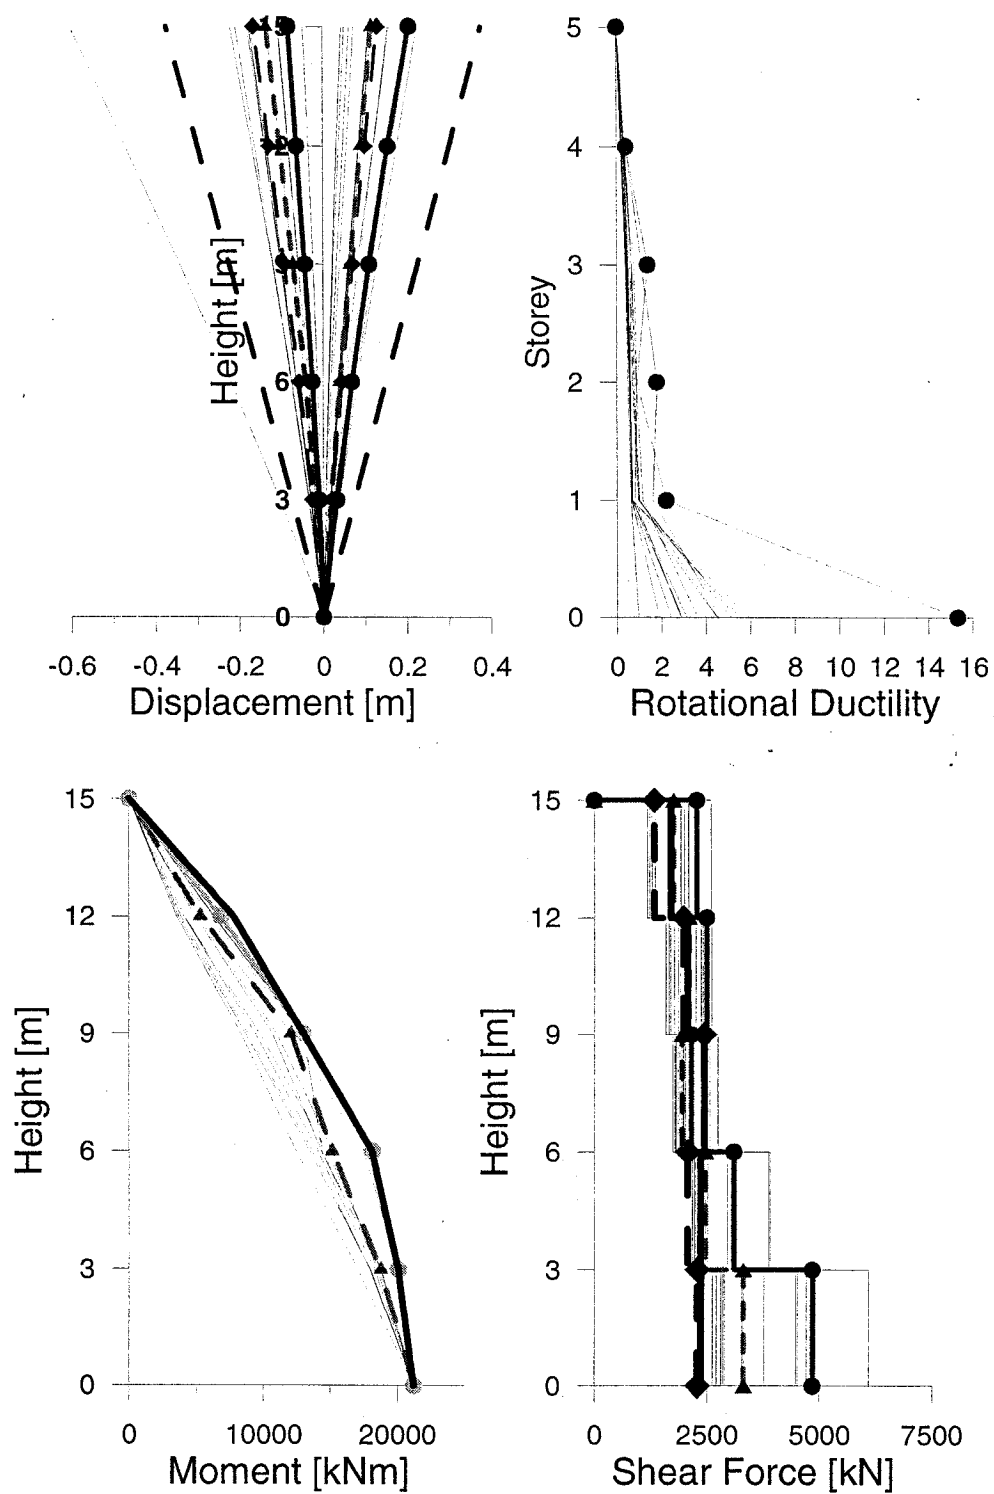 15
12
9
6
3
0
Height [m]
-0.6 -0.4 -0.2 0 0.2 0.4
Displacement [m]
5
4
3
2
1
0
Storey
0 2 4 6 8 10 12 14 16
Rotational Ductility
15
12
9
6
3
0
Height [m]
0 10000 20000
Moment [kNm]
15
12
9
6
3
0
Height [m]
0 2500 5000 7500
Shear Force [kN]